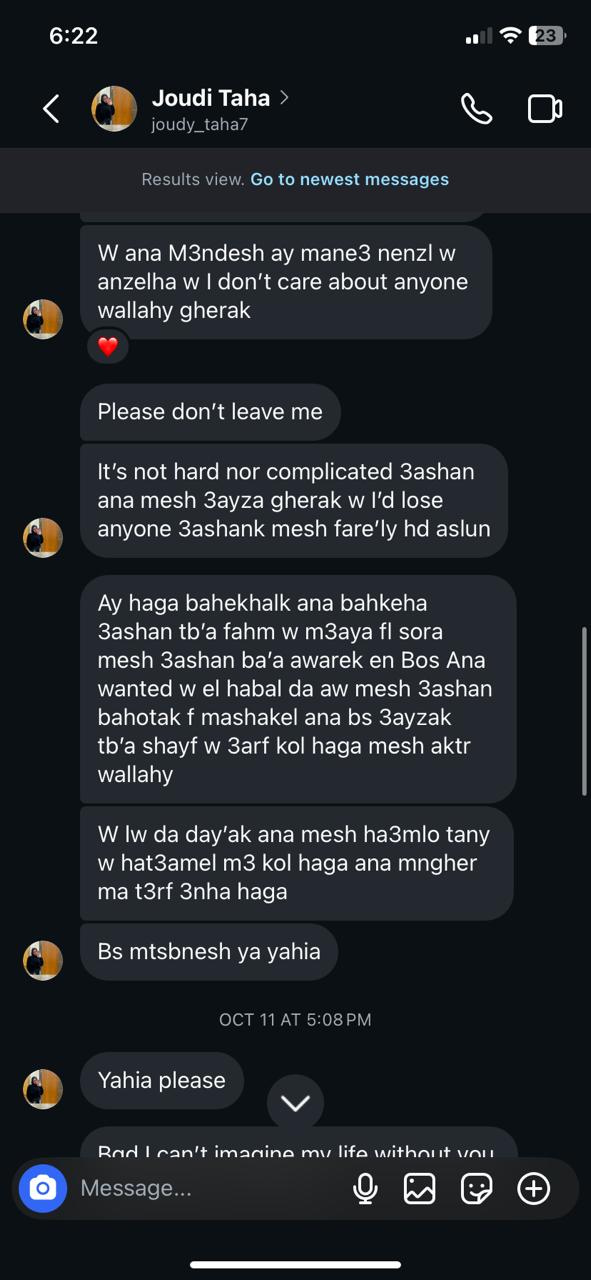 6:22
23
Joudi Taha
joudy_taha7
Results view. Go to newest messages
W ana M3ndesh ay mane3 nenzl w
anzelha w I don’t care about anyone
wallahy gherak
Please don’t leave me
It’s not hard nor complicated 3ashan
ana mesh 3ayza gherak w I’d lose
anyone 3ashank mesh fare’ly hd aslun
Ay haga bahekhalk ana bahkeha
3ashan tb’a fahm w m3aya fl sora
mesh 3ashan ba’a awarek en Bos Ana
wanted w el habal da aw mesh 3ashan
bahotak f mashakel ana bs 3ayzak
tb’a shayf w 3arf kol haga mesh aktr
wallahy
W lw da day’ak ana mesh ha3mlo tany
w hat3amel m3 kol haga ana mngher
ma t3rf 3nha haga
Bs mtsbnesh ya yahia
OCT 11 AT 5:08 PM
Yahia please
Bgd I can’t imagine my life without you
Message...